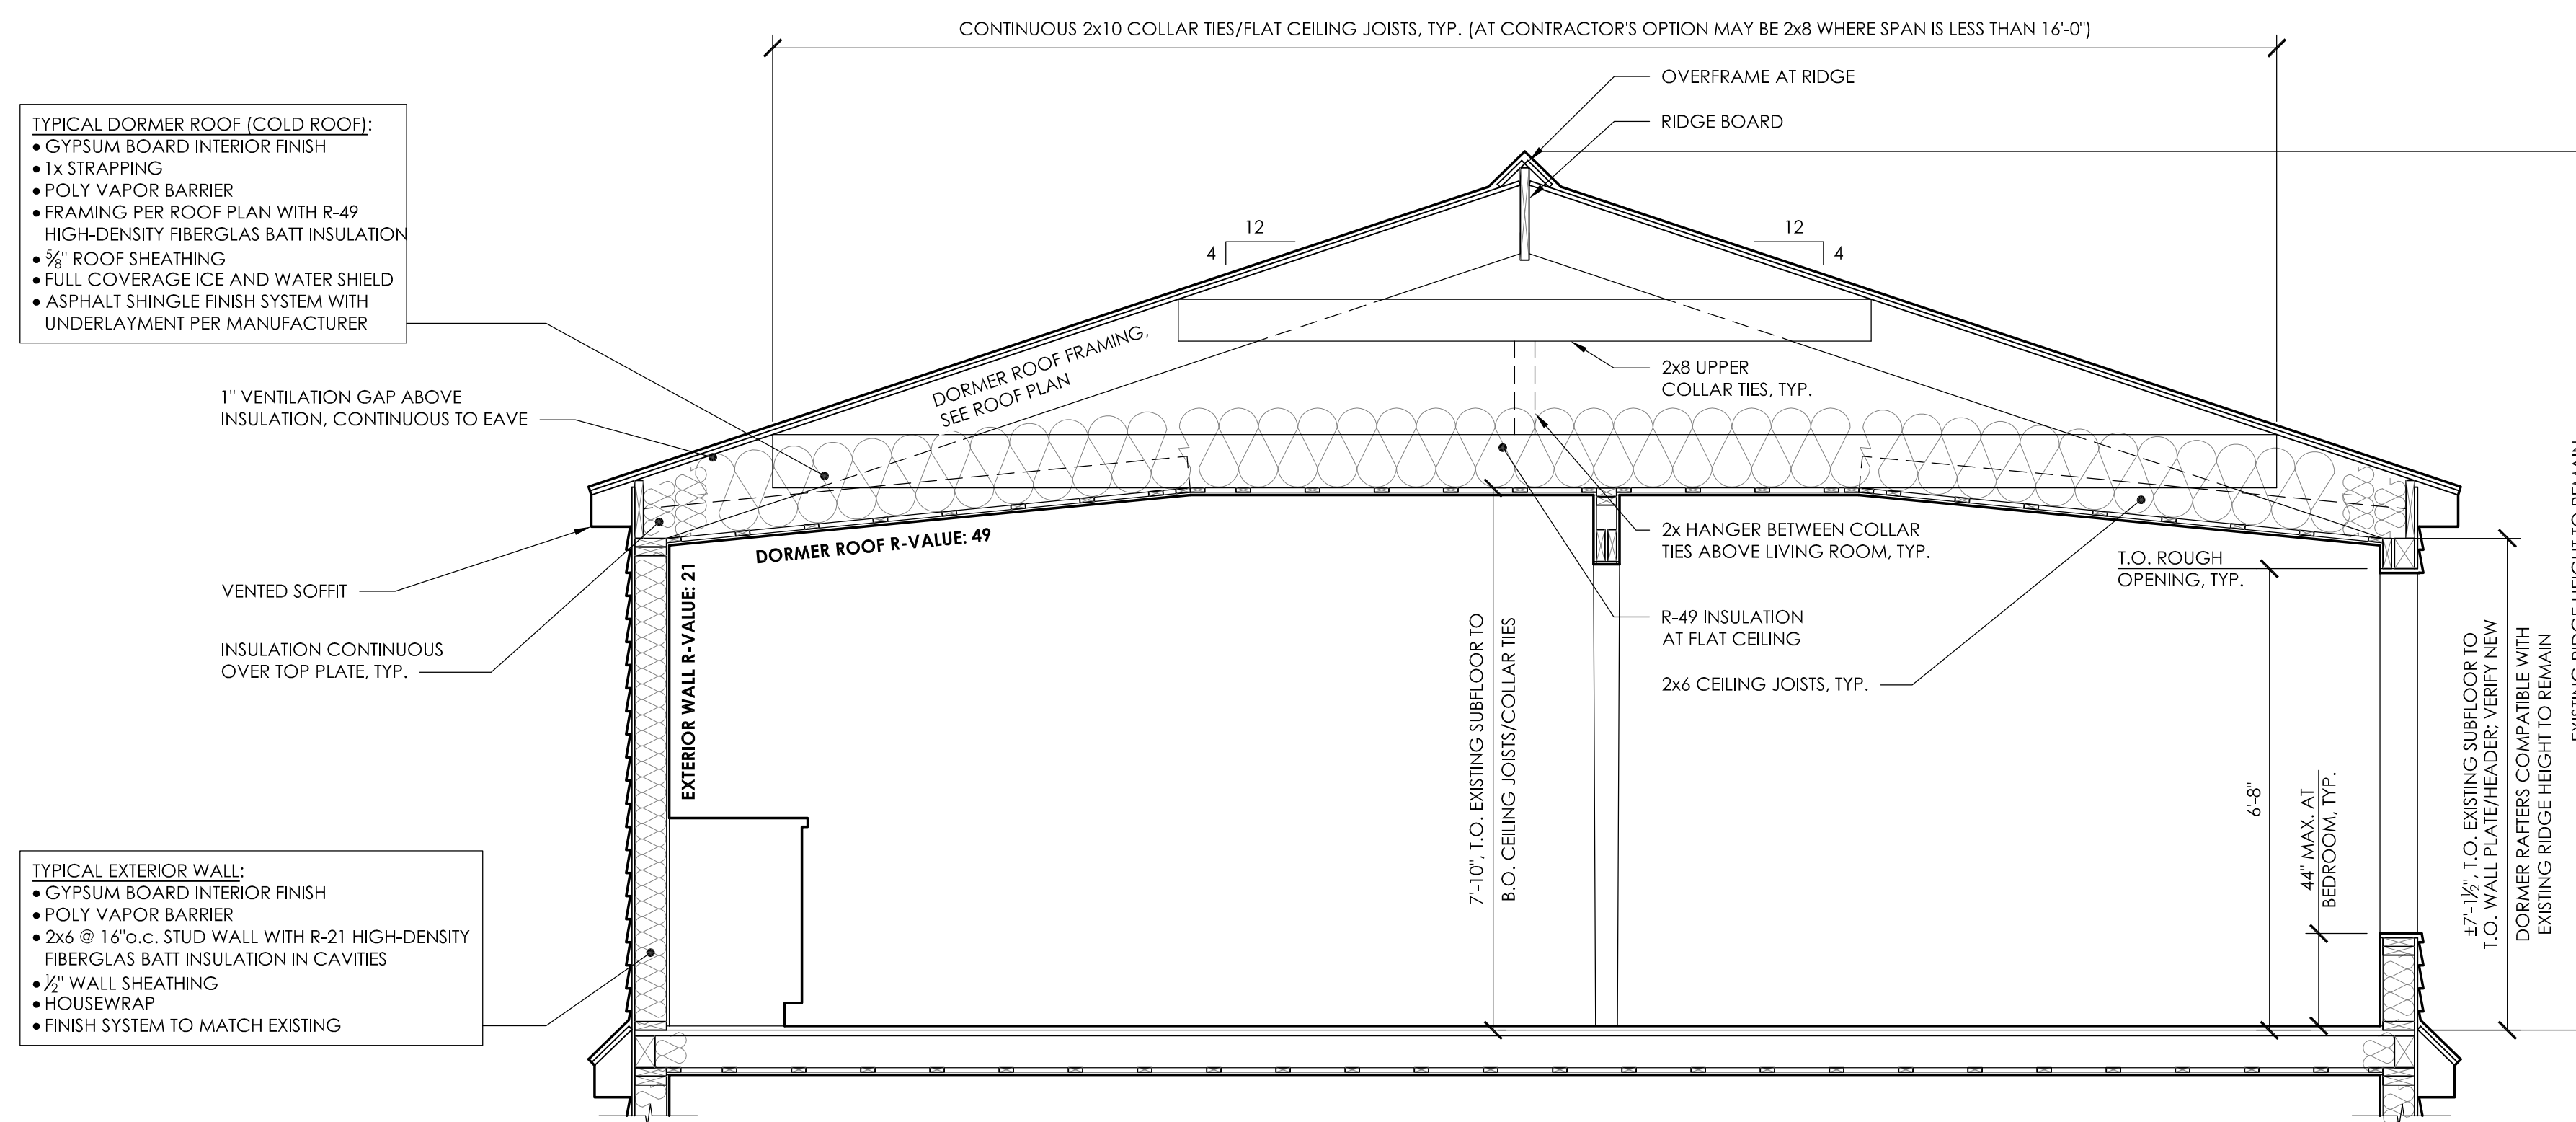 CONTINUOUS 2x10 COLLAR TIES/FLAT CEILING JOISTS, TYP. (AT CONTRACTOR'S OPTION MAY BE 2x8 WHERE SPAN IS LESS THAN 16'-0")
OVERFRAME AT RIDGE
RIDGE BOARD
TYPICAL DORMER ROOF (COLD ROOF):
• GYPSUM BOARD INTERIOR FINISH
• 1x STRAPPING
• POLY VAPOR BARRIER
• FRAMING PER ROOF PLAN WITH R-49
HIGH-DENSITY FIBERGLAS BATT INSULATION
• 5/8" ROOF SHEATHING
• FULL COVERAGE ICE AND WATER SHIELD
• ASPHALT SHINGLE FINISH SYSTEM WITH
UNDERLAYMENT PER MANUFACTURER
12
4
12
4
DORMER ROOF FRAMING,
SEE ROOF PLAN
2x8 UPPER
COLLAR TIES, TYP.
1" VENTILATION GAP ABOVE
INSULATION, CONTINUOUS TO EAVE
VENTED SOFFIT
INSULATION CONTINUOUS
OVER TOP PLATE, TYP.
DORMER ROOF R-VALUE: 49
EXTERIOR WALL R-VALUE: 21
2x HANGER BETWEEN COLLAR
TIES ABOVE LIVING ROOM, TYP.
R-49 INSULATION
AT FLAT CEILING
2x6 CEILING JOISTS, TYP.
T.O. ROUGH
OPENING, TYP.
7'-10", T.O. EXISTING SUBFLOOR TO
B.O. CEILING JOISTS/COLLAR TIES
6'-8"
44" MAX. AT
BEDROOM, TYP.
±7'-1½", T.O. EXISTING SUBFLOOR TO
T.O. WALL PLATE/HEADER; VERIFY NEW
DORMER RAFTERS COMPATIBLE WITH
EXISTING RIDGE HEIGHT TO REMAIN
EXISTING RIDGE HEIGHT TO REMAIN
TYPICAL EXTERIOR WALL:
• GYPSUM BOARD INTERIOR FINISH
• POLY VAPOR BARRIER
• 2x6 @ 16"o.c. STUD WALL WITH R-21 HIGH-DENSITY
FIBERGLAS BATT INSULATION IN CAVITIES
• ½" WALL SHEATHING
• HOUSEWRAP
• FINISH SYSTEM TO MATCH EXISTING